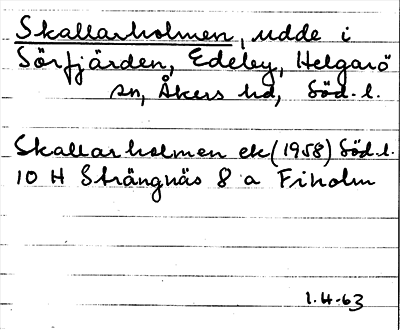 Skallarholmen, udde i
Sörfjärden, Edeby, Helgarö
sn, Åkers hd, Söd. l.
Skallarholmen ek (1958) Söd. l.
10 H Strängnäs 8 a Fiholm
1.4.63